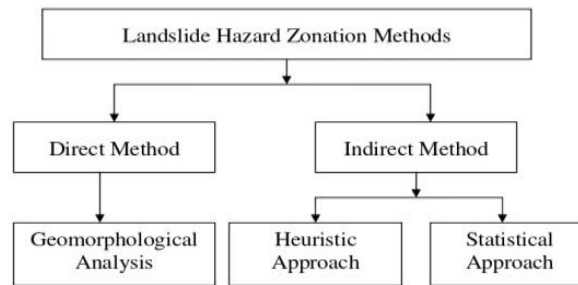 Landslide Hazard Zonation Methods
Direct Method
Indirect Method
Geomorphological
Analysis
Heuristic
Approach
Statistical
Approach